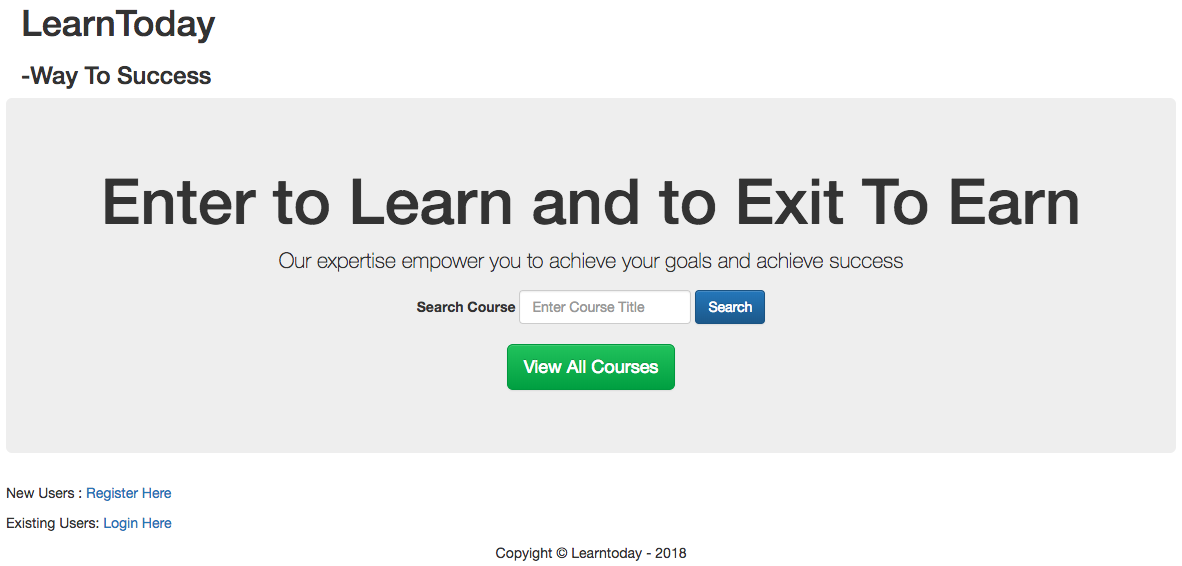 LearnToday
-Way To Success
Enter to Learn and to Exit To Earn
Our expertise empower you to achieve your goals and achieve success
Search Course Enter Course Title Search
View All Courses
New Users : Register Here
Existing Users: Login Here
Copyight © Learntoday - 2018